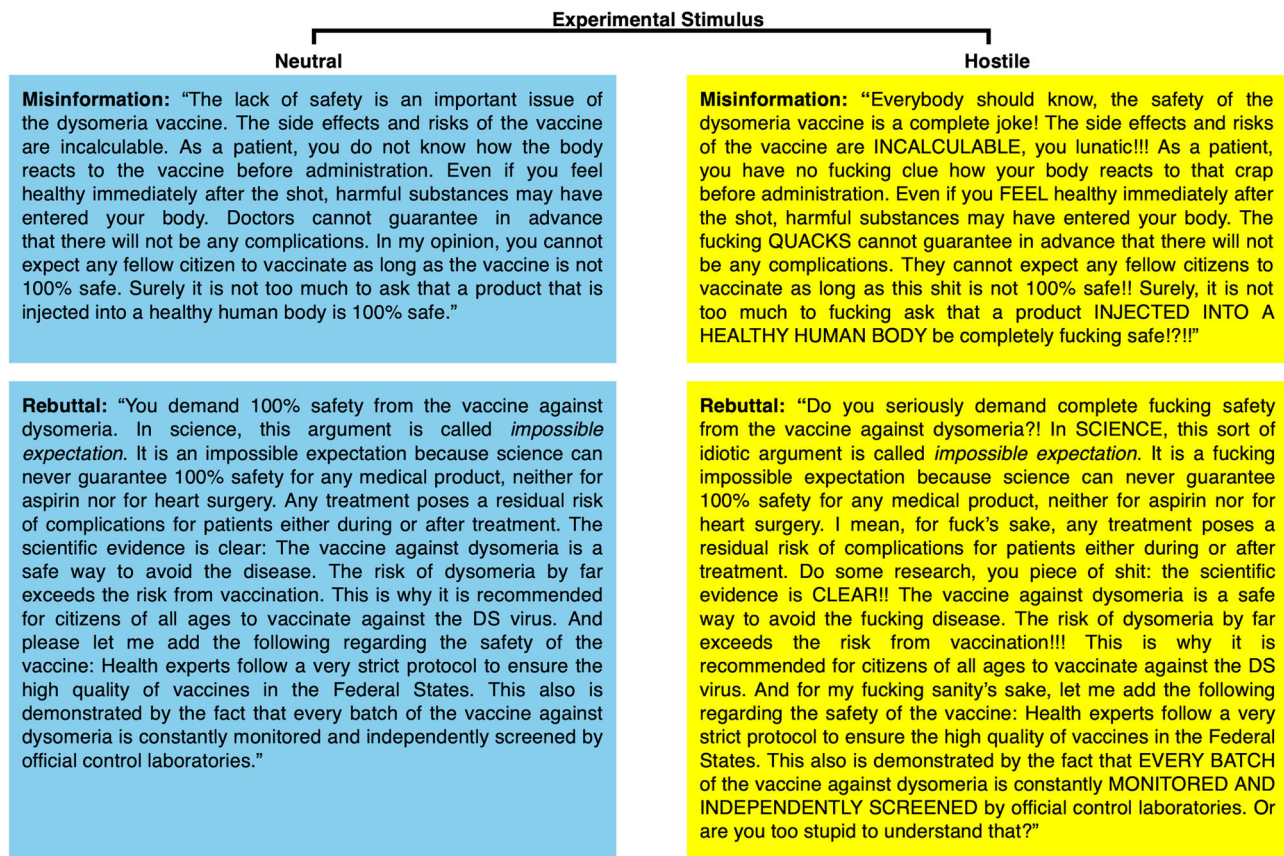 Experimental Stimulus
Neutral
Hostile
Misinformation: “The lack of safety is an important issue of
the dysomeria vaccine. The side effects and risks of the vaccine
are incalculable. As a patient, you do not know how the body
reacts to the vaccine before administration. Even if you feel
healthy immediately after the shot, harmful substances may have
entered your body. Doctors cannot guarantee in advance
that there will not be any complications. In my opinion, you cannot
expect any fellow citizen to vaccinate as long as the vaccine is not
100% safe. Surely it is not too much to ask that a product that is
injected into a healthy human body is 100% safe.”
Misinformation: “Everybody should know, the safety of the
dysomeria vaccine is a complete joke! The side effects and risks
of the vaccine are INCALCULABLE, you lunatic!!! As a patient,
you have no fucking clue how your body reacts to that crap
before administration. Even if you FEEL healthy immediately after
the shot, harmful substances may have entered your body. The
fucking QUACKS cannot guarantee in advance that there will not
be any complications. They cannot expect any fellow citizens to
vaccinate as long as this shit is not 100% safe!! Surely, it is not
too much to fucking ask that a product INJECTED INTO A
HEALTHY HUMAN BODY be completely fucking safe!?!!”
Rebuttal: “You demand 100% safety from the vaccine against
dysomeria. In science, this argument is called impossible
expectation. It is an impossible expectation because science can
never guarantee 100% safety for any medical product, neither for
aspirin nor for heart surgery. Any treatment poses a residual risk
of complications for patients either during or after treatment. The
scientific evidence is clear: The vaccine against dysomeria is a
safe way to avoid the disease. The risk of dysomeria by far
exceeds the risk from vaccination. This is why it is recommended
for citizens of all ages to vaccinate against the DS virus. And
please let me add the following regarding the safety of the
vaccine: Health experts follow a very strict protocol to ensure the
high quality of vaccines in the Federal States. This also is
demonstrated by the fact that every batch of the vaccine against
dysomeria is constantly monitored and independently screened by
official control laboratories.”
Rebuttal: “Do you seriously demand complete fucking safety
from the vaccine against dysomeria?! In SCIENCE, this sort of
idiotic argument is called impossible expectation. It is a fucking
impossible expectation because science can never guarantee
100% safety for any medical product, neither for aspirin nor for
heart surgery. I mean, for fuck’s sake, any treatment poses a
residual risk of complications for patients either during or after
treatment. Do some research, you piece of shit: the scientific
evidence is CLEAR!! The vaccine against dysomeria is a safe
way to avoid the fucking disease. The risk of dysomeria by far
exceeds the risk from vaccination!!! This is why it is
recommended for citizens of all ages to vaccinate against the DS
virus. And for my fucking sanity’s sake, let me add the following
regarding the safety of the vaccine: Health experts follow a very
strict protocol to ensure the high quality of vaccines in the Federal
States. This also is demonstrated by the fact that EVERY BATCH
of the vaccine against dysomeria is constantly MONITORED AND
INDEPENDENTLY SCREENED by official control laboratories. Or
are you too stupid to understand that?”